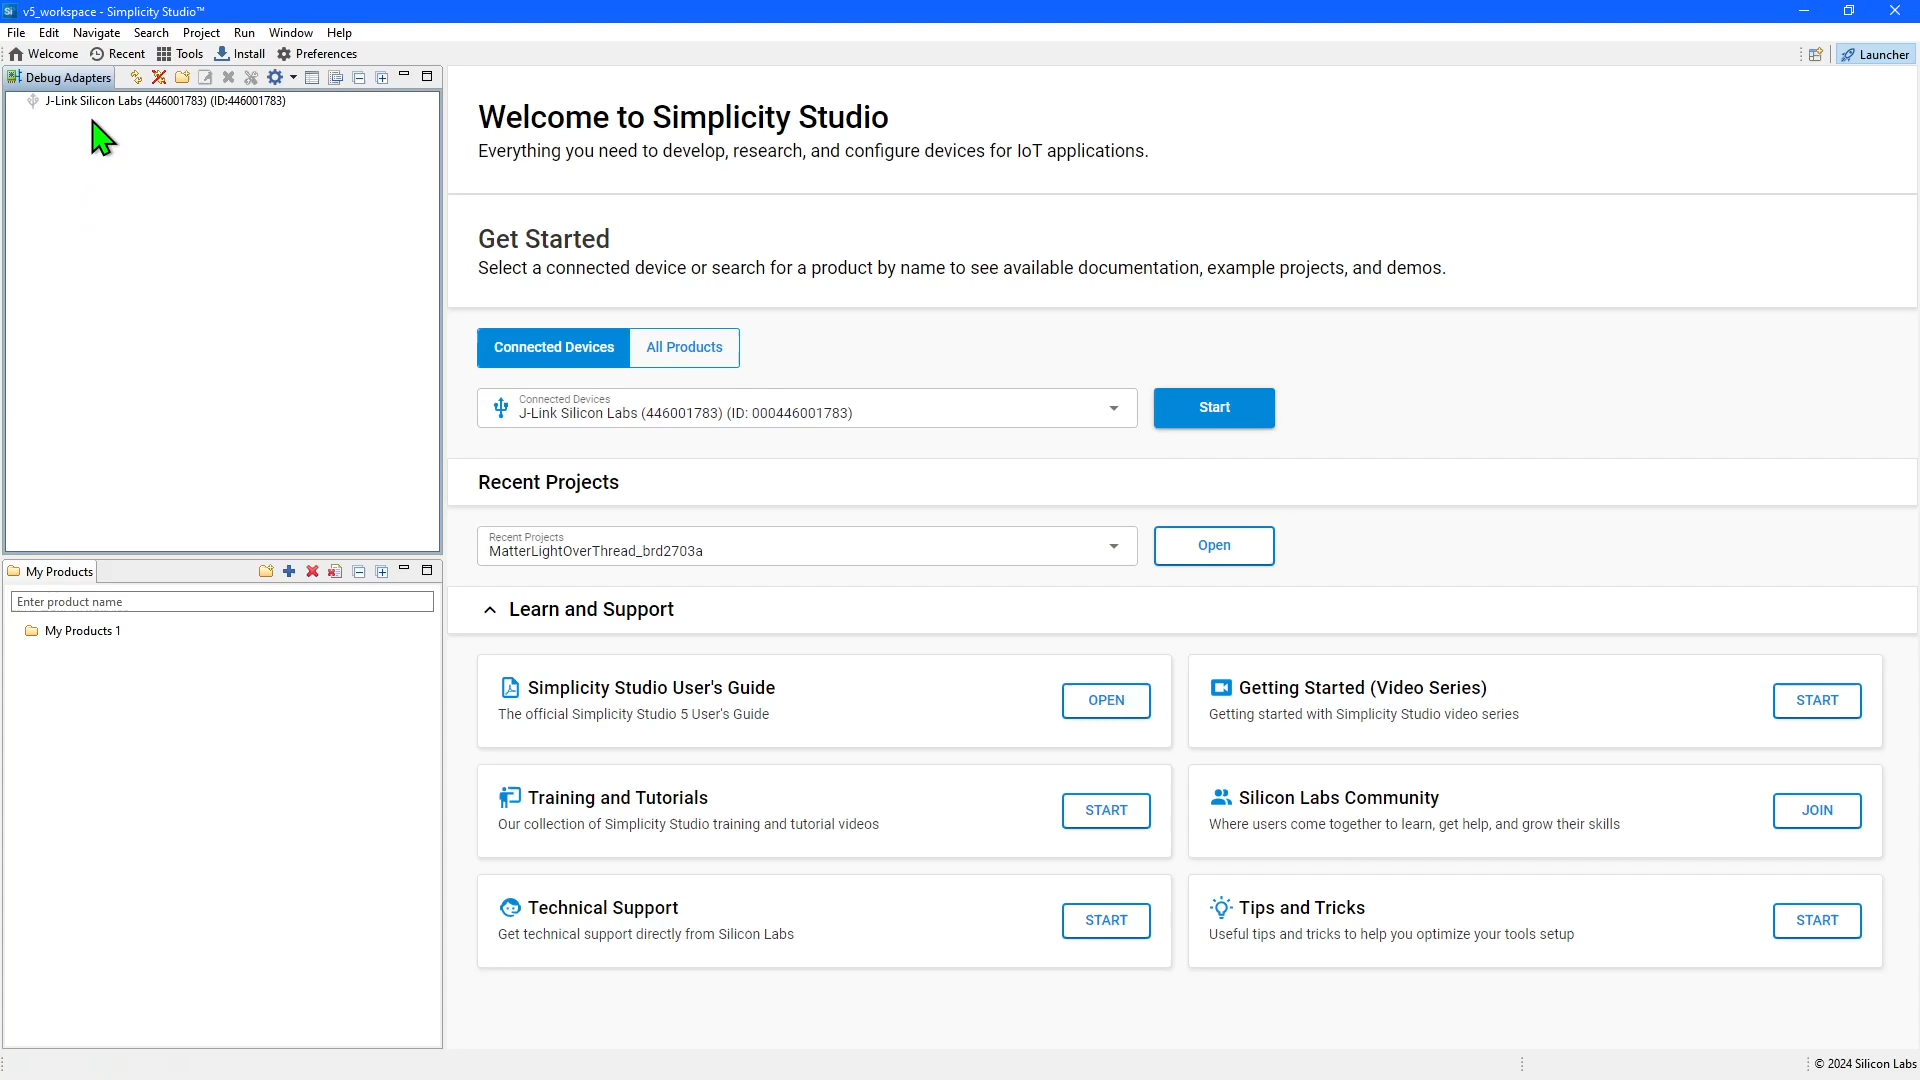 Si v5_workspace - Simplicity Studio™
File Edit Navigate Search Project Run Window Help
Welcome Recent Tools Install Preferences Launcher
Debug Adapters
J-Link Silicon Labs (446001783) (ID:446001783)
Welcome to Simplicity Studio
Everything you need to develop, research, and configure devices for IoT applications.
Get Started
Select a connected device or search for a product by name to see available documentation, example projects, and demos.
Connected Devices All Products
Connected Devices
J-Link Silicon Labs (446001783) (ID: 000446001783)
Start
Recent Projects
Recent Projects
MatterLightOverThread_brd2703a
Open
My Products
Enter product name
My Products 1
Learn and Support
Simplicity Studio User's Guide
The official Simplicity Studio 5 User's Guide
OPEN
Getting Started (Video Series)
Getting started with Simplicity Studio video series
START
Training and Tutorials
Our collection of Simplicity Studio training and tutorial videos
START
Silicon Labs Community
Where users come together to learn, get help, and grow their skills
JOIN
Technical Support
Get technical support directly from Silicon Labs
START
Tips and Tricks
Useful tips and tricks to help you optimize your tools setup
START
© 2024 Silicon Labs